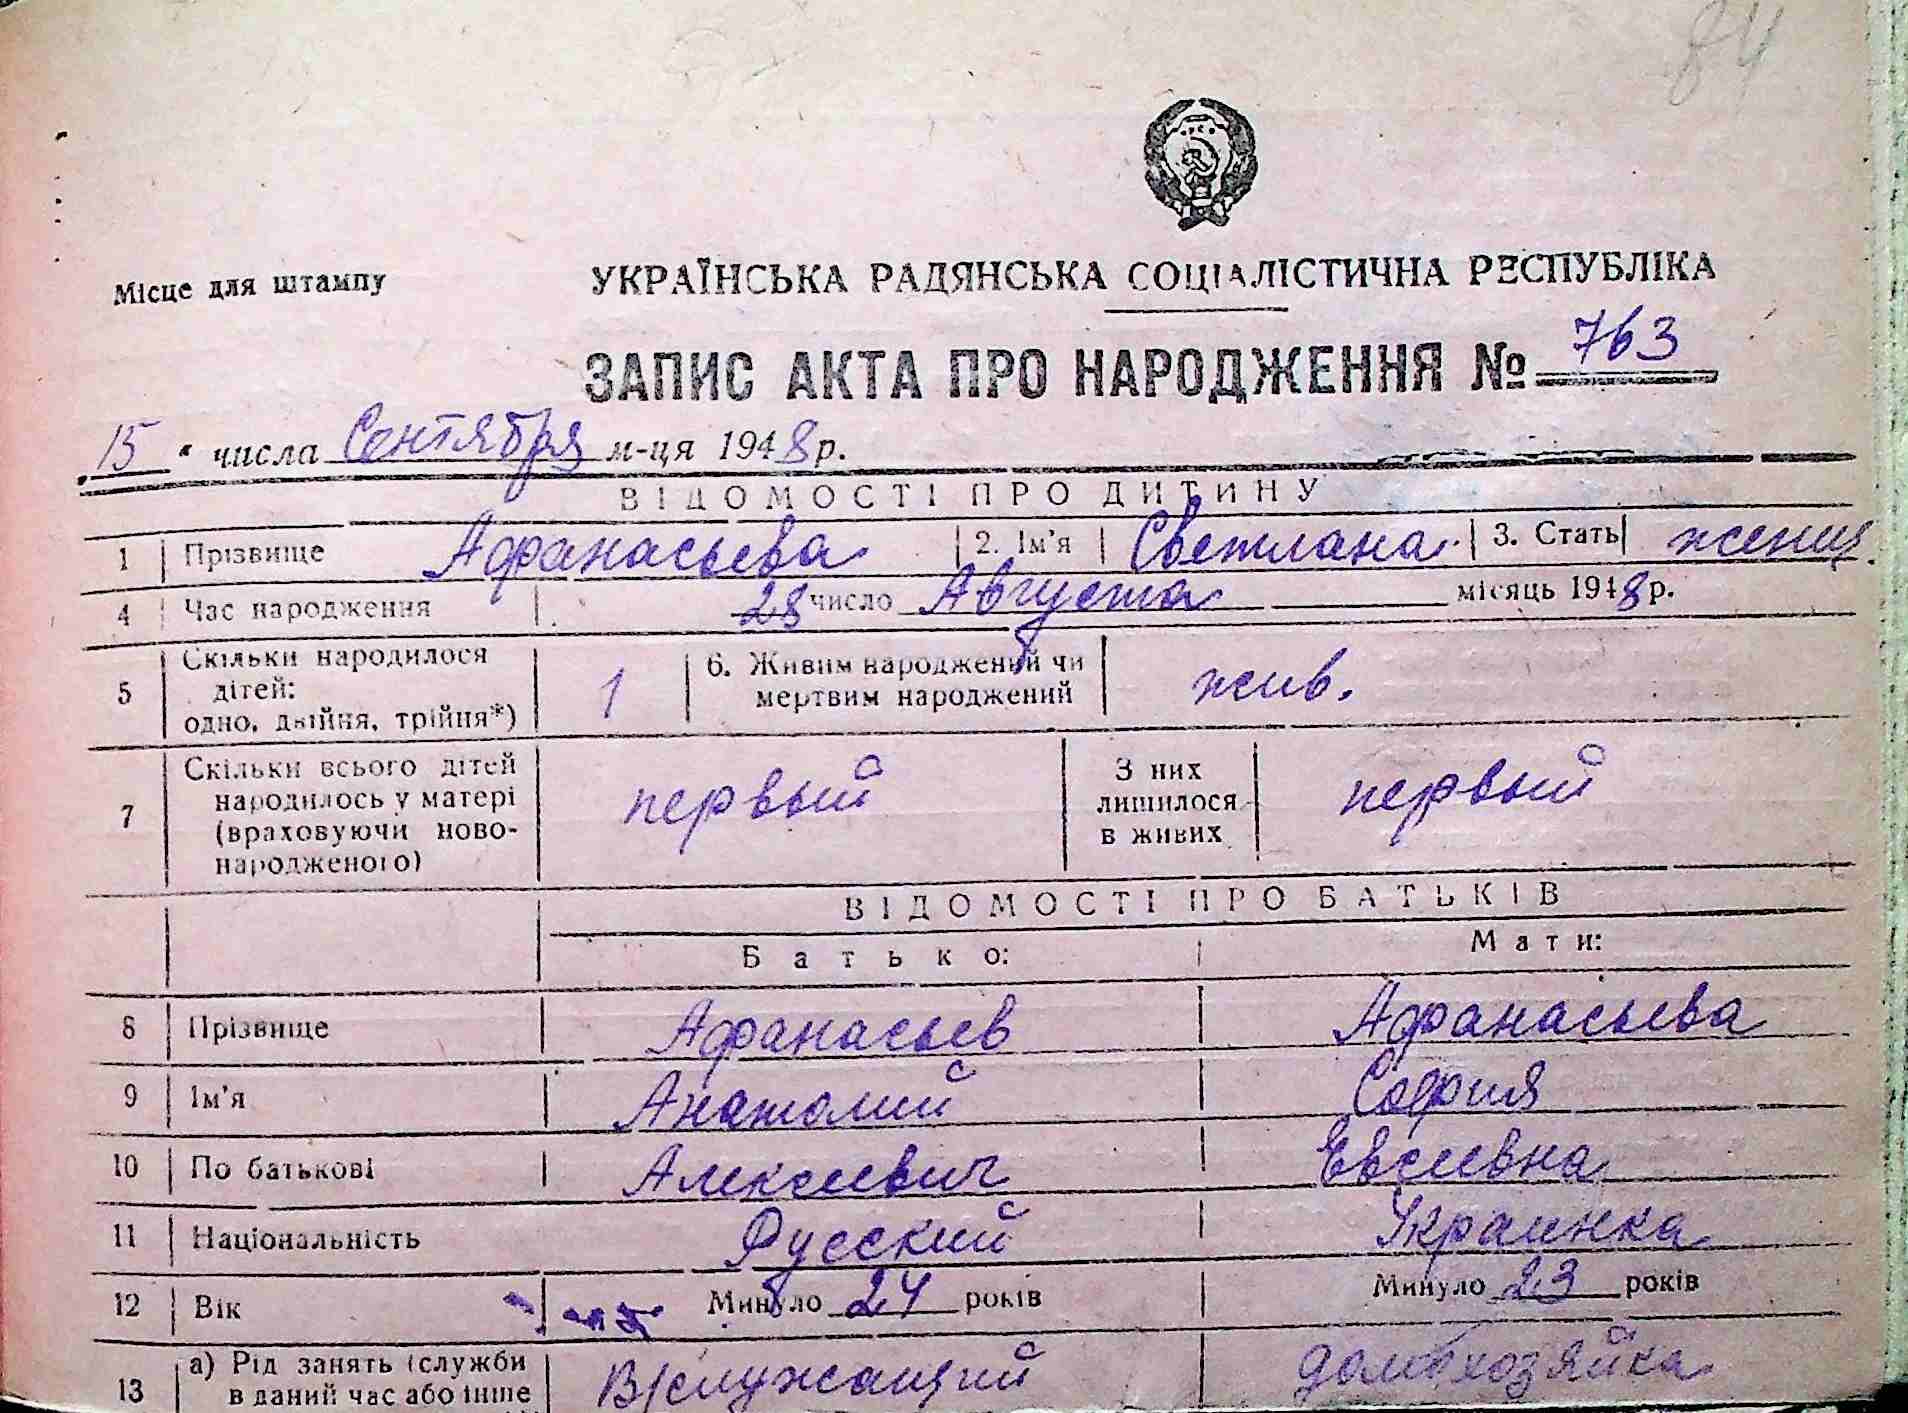 84
Місце для штампу
УКРАЇНСЬКА РАДЯНСЬКА СОЦІАЛІСТИЧНА РЕСПУБЛІКА
ЗАПИС АКТА ПРО НАРОДЖЕННЯ № 763
15 " числа Сентября м-ця 1948 р.
ВІДОМОСТІ ПРО ДИТИНУ
1 Прізвище Афанасьева 2. Ім'я Светлана 3. Стать женщ.
4 Час народження 28 число Августа місяць 1948 р.
5 Скільки народилося дітей: одно, двійня, трійня*) 1 6. Живим народжений чи мертвим народжений жив.
7 Скільки всього дітей народилось у матері (враховуючи новонародженого) первый З них лишилося в живих первый
ВІДОМОСТІ ПРО БАТЬКІВ
Батько: Мати:
8 Прізвище Афанасьев Афанасьева
9 Ім'я Анатолий София
10 По батькові Алексеевич Евсеевна
11 Національність Русский Украинка
12 Вік Минуло 24 років Минуло 23 років
13 а) Рід занять (служби в даний час або інше В/служащий домохозяйка